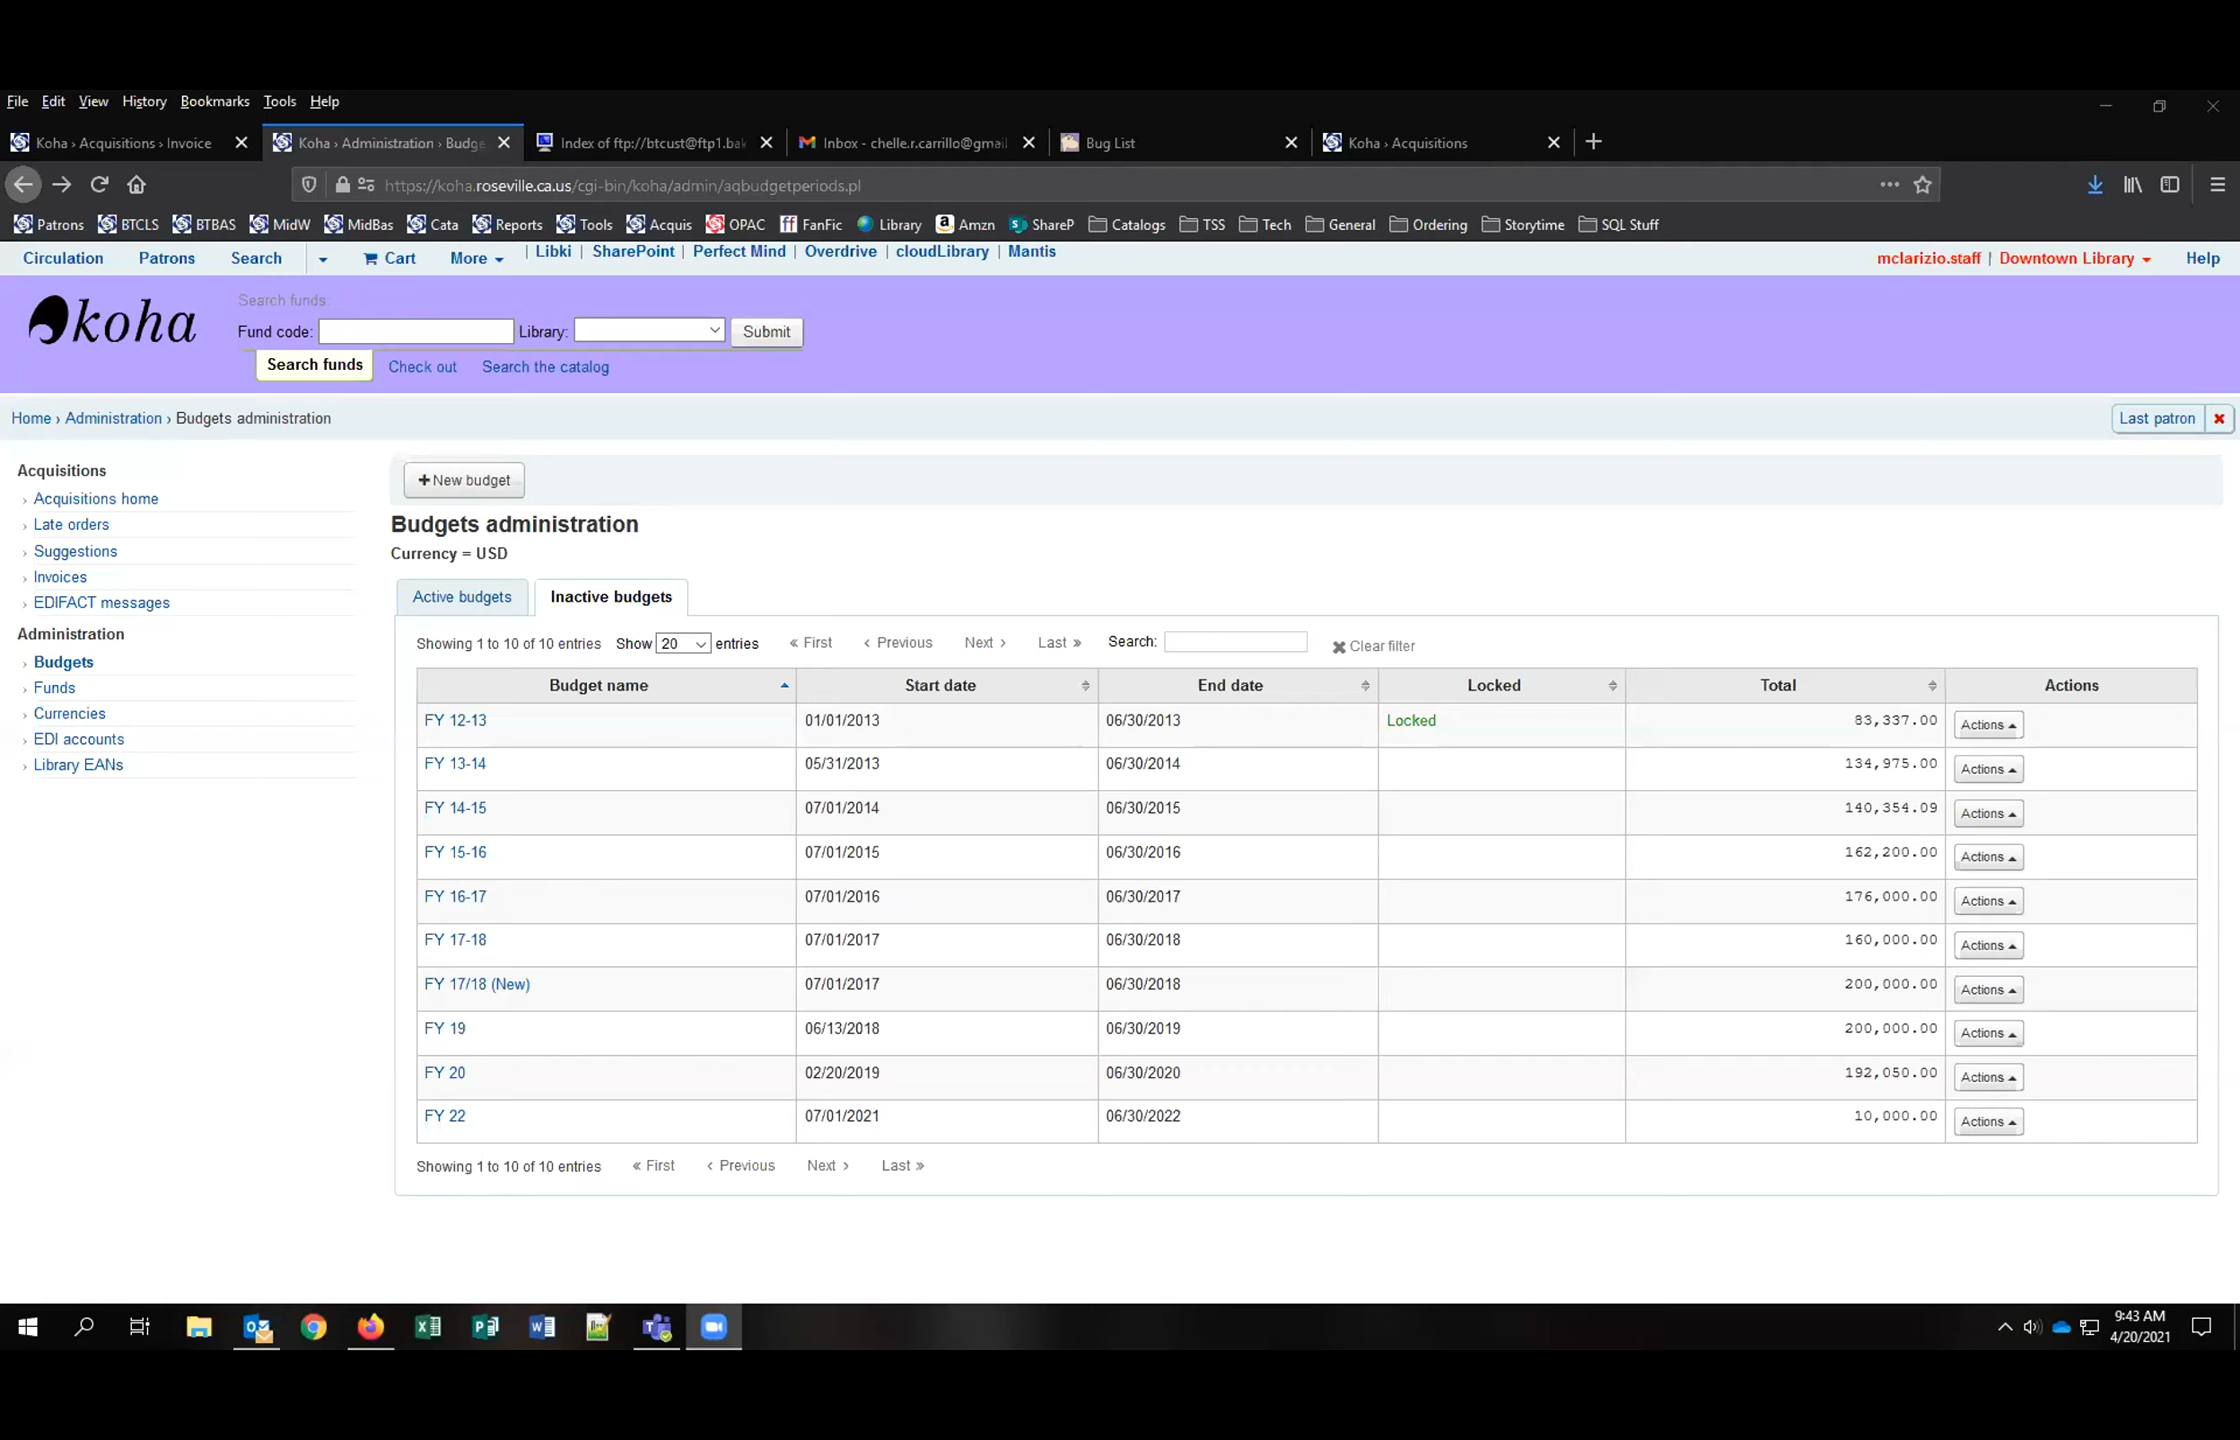 File Edit View History Bookmarks Tools Help
Koha › Acquisitions › Invoice
Koha › Administration › Budge
Index of ftp://btcust@ftp1.bak
Inbox - chelle.r.carrillo@gmai
Bug List
Koha › Acquisitions
https://koha.roseville.ca.us/cgi-bin/koha/admin/aqbudgetperiods.pl
Patrons BTCLS BTBAS MidW MidBas Cata Reports Tools Acquis OPAC FanFic Library Amzn ShareP Catalogs TSS Tech General Ordering Storytime SQL Stuff
Circulation Patrons Search Cart More | Libki | SharePoint | Perfect Mind | Overdrive | cloudLibrary | Mantis mclarizio.staff | Downtown Library Help
koha
Search funds:
Fund code: Library: Submit
Search funds Check out Search the catalog
Home › Administration › Budgets administration Last patron
Acquisitions
Acquisitions home
Late orders
Suggestions
Invoices
EDIFACT messages
Administration
Budgets
Funds
Currencies
EDI accounts
Library EANs
+ New budget
Budgets administration
Currency = USD
Active budgets Inactive budgets
Showing 1 to 10 of 10 entries Show 20 entries « First ‹ Previous Next › Last » Search: Clear filter
Budget name Start date End date Locked Total Actions
FY 12-13 01/01/2013 06/30/2013 Locked 83,337.00 Actions
FY 13-14 05/31/2013 06/30/2014 134,975.00 Actions
FY 14-15 07/01/2014 06/30/2015 140,354.09 Actions
FY 15-16 07/01/2015 06/30/2016 162,200.00 Actions
FY 16-17 07/01/2016 06/30/2017 176,000.00 Actions
FY 17-18 07/01/2017 06/30/2018 160,000.00 Actions
FY 17/18 (New) 07/01/2017 06/30/2018 200,000.00 Actions
FY 19 06/13/2018 06/30/2019 200,000.00 Actions
FY 20 02/20/2019 06/30/2020 192,050.00 Actions
FY 22 07/01/2021 06/30/2022 10,000.00 Actions
Showing 1 to 10 of 10 entries « First ‹ Previous Next › Last »
9:43 AM
4/20/2021